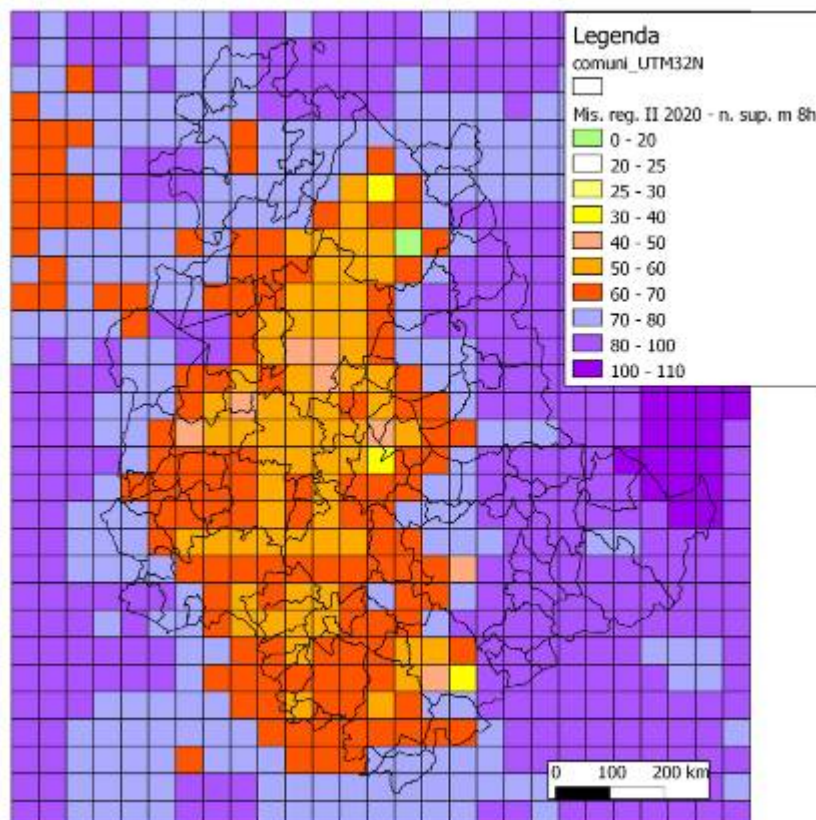 Legenda
comuni_UTM32N
Mis. reg. II 2020 - n. sup. m 8h
0 - 20
20 - 25
25 - 30
30 - 40
40 - 50
50 - 60
60 - 70
70 - 80
80 - 100
100 - 110
0 100 200 km